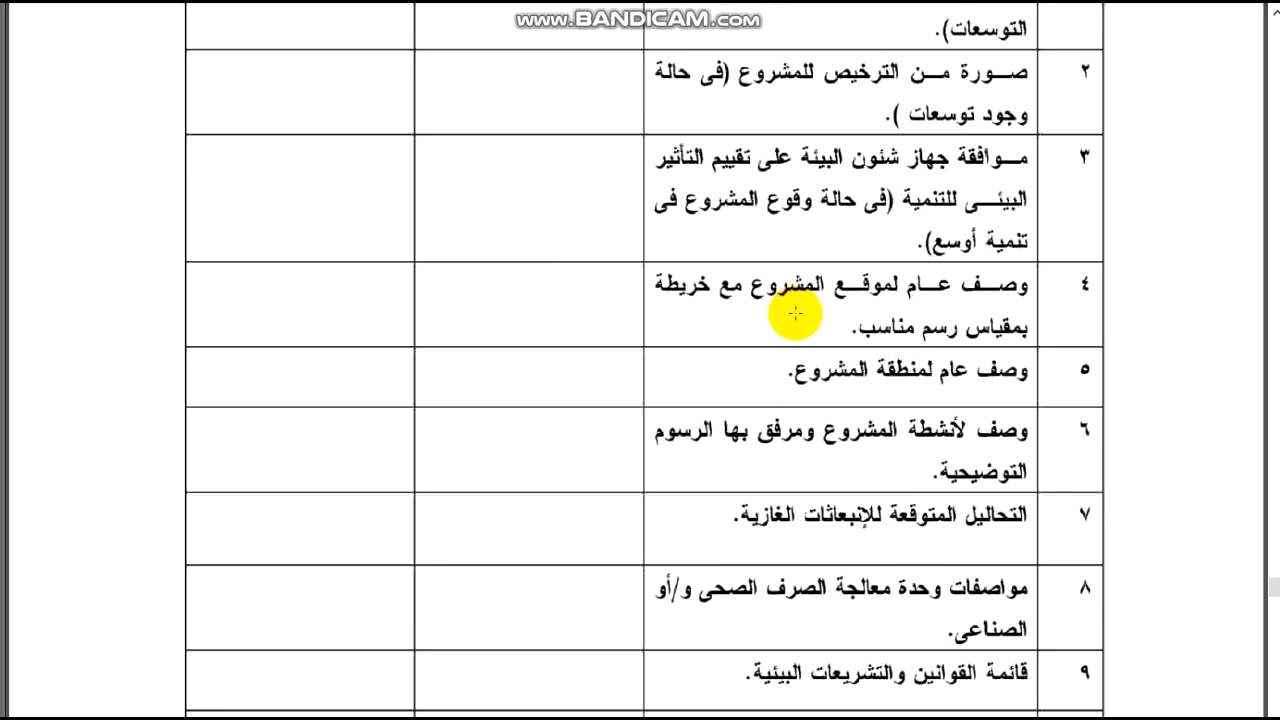 www.BANDICAM.com
التوسعات).
٢ صورة من الترخيص للمشروع (فى حالة
وجود توسعات ).
٣ موافقة جهاز شئون البيئة على تقييم التأثير
البيئى للتنمية (فى حالة وقوع المشروع فى
تنمية أوسع).
٤ وصف عام لموقع المشروع مع خريطة
بمقياس رسم مناسب.
٥ وصف عام لمنطقة المشروع.
٦ وصف لأنشطة المشروع ومرفق بها الرسوم
التوضيحية.
٧ التحاليل المتوقعة للإنبعاثات الغازية.
٨ مواصفات وحدة معالجة الصرف الصحى و/أو
الصناعى.
٩ قائمة القوانين والتشريعات البيئية.